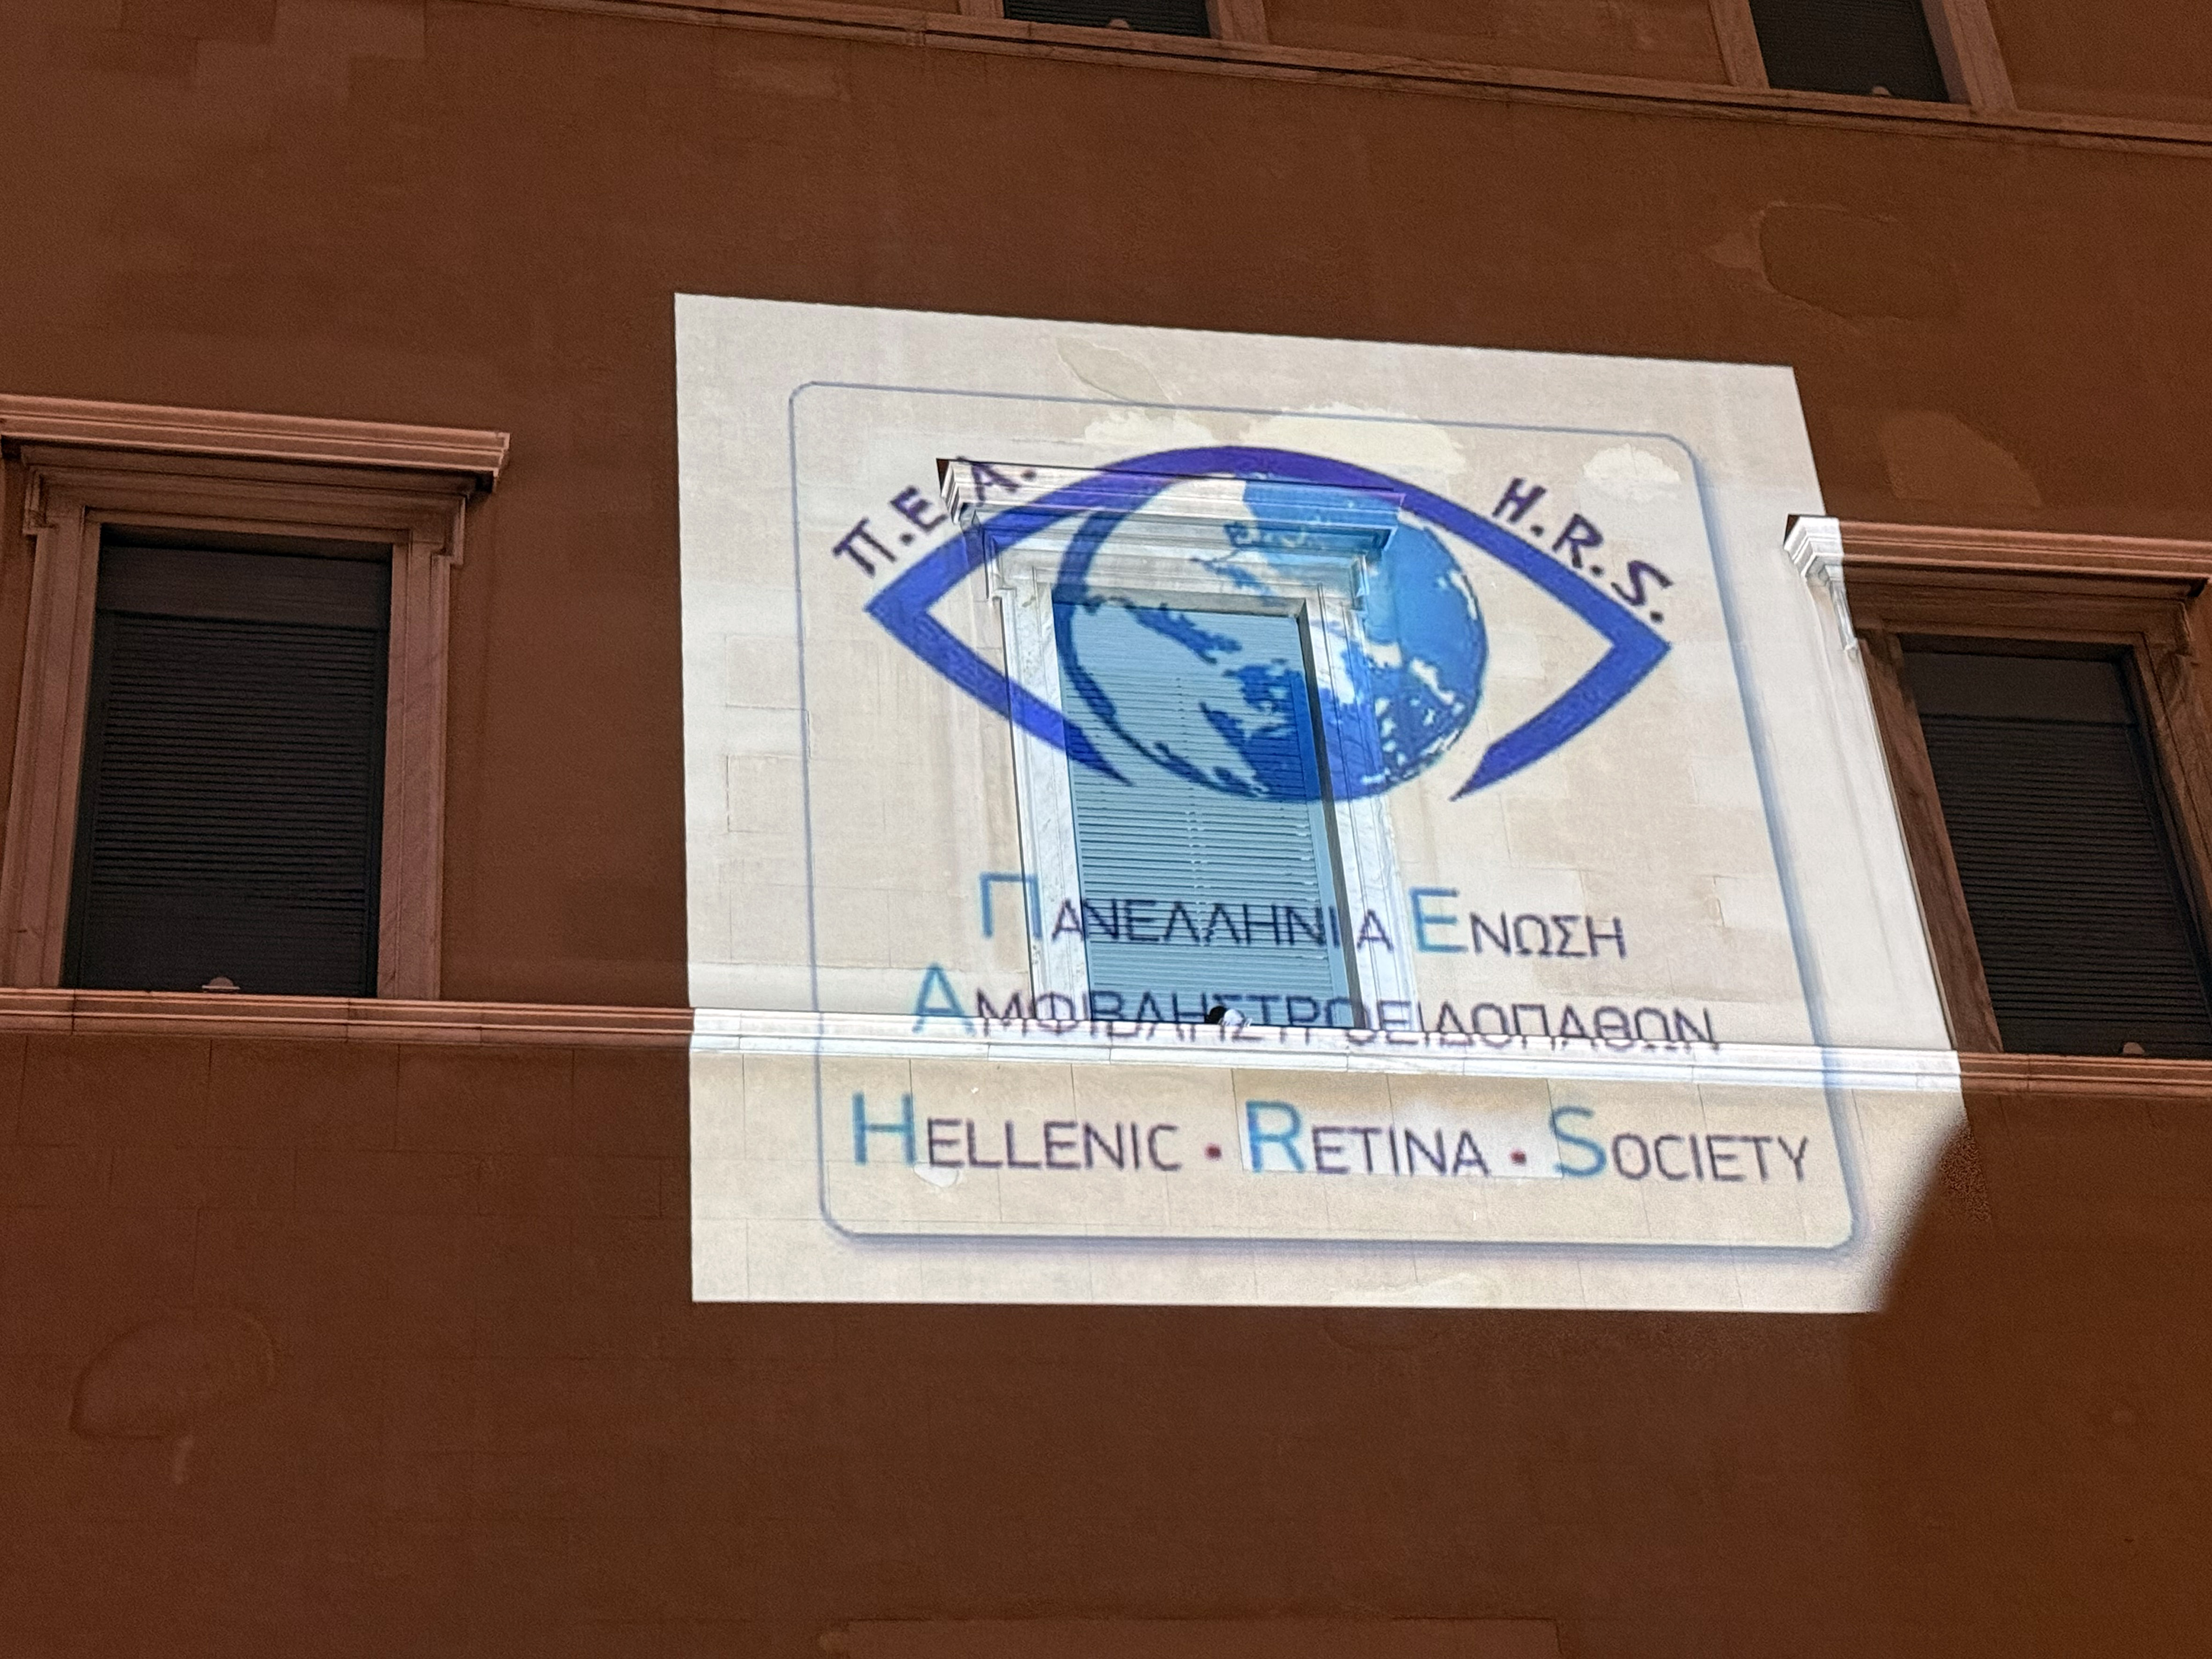 Π.Ε.Α.
H.R.S.
ΠΑΝΕΛΛΗΝΙΑ ΕΝΩΣΗ
ΑΜΦΙΒΛΗΣΤΡΟΕΙΔΟΠΑΘΩΝ
HELLENIC • RETINA • SOCIETY